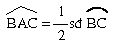 BAC = 1/2 sđ BC